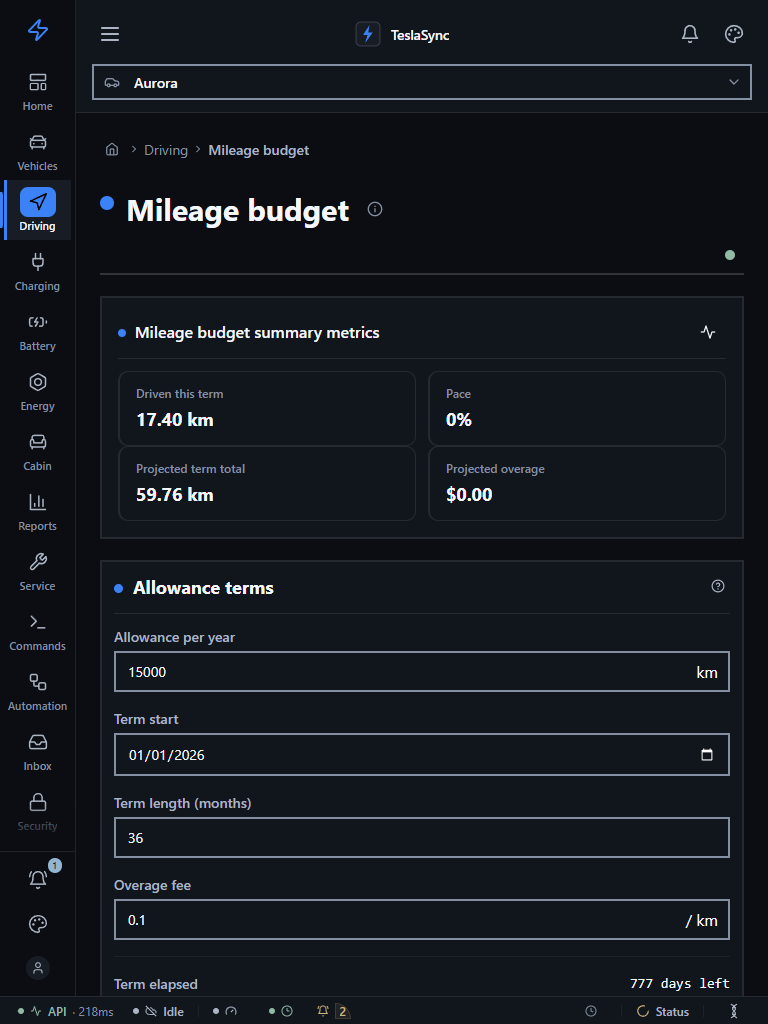 TeslaSync
Aurora
Home
Vehicles
Driving
Charging
Battery
Energy
Cabin
Reports
Service
Commands
Automation
Inbox
Security
1
Driving
Mileage budget
Mileage budget
Mileage budget summary metrics
Driven this term
17.40 km
Pace
0%
Projected term total
59.76 km
Projected overage
$0.00
Allowance terms
Allowance per year
15000 km
Term start
01/01/2026
Term length (months)
36
Overage fee
0.1 / km
Term elapsed 777 days left
API · 218ms Idle 2 Status